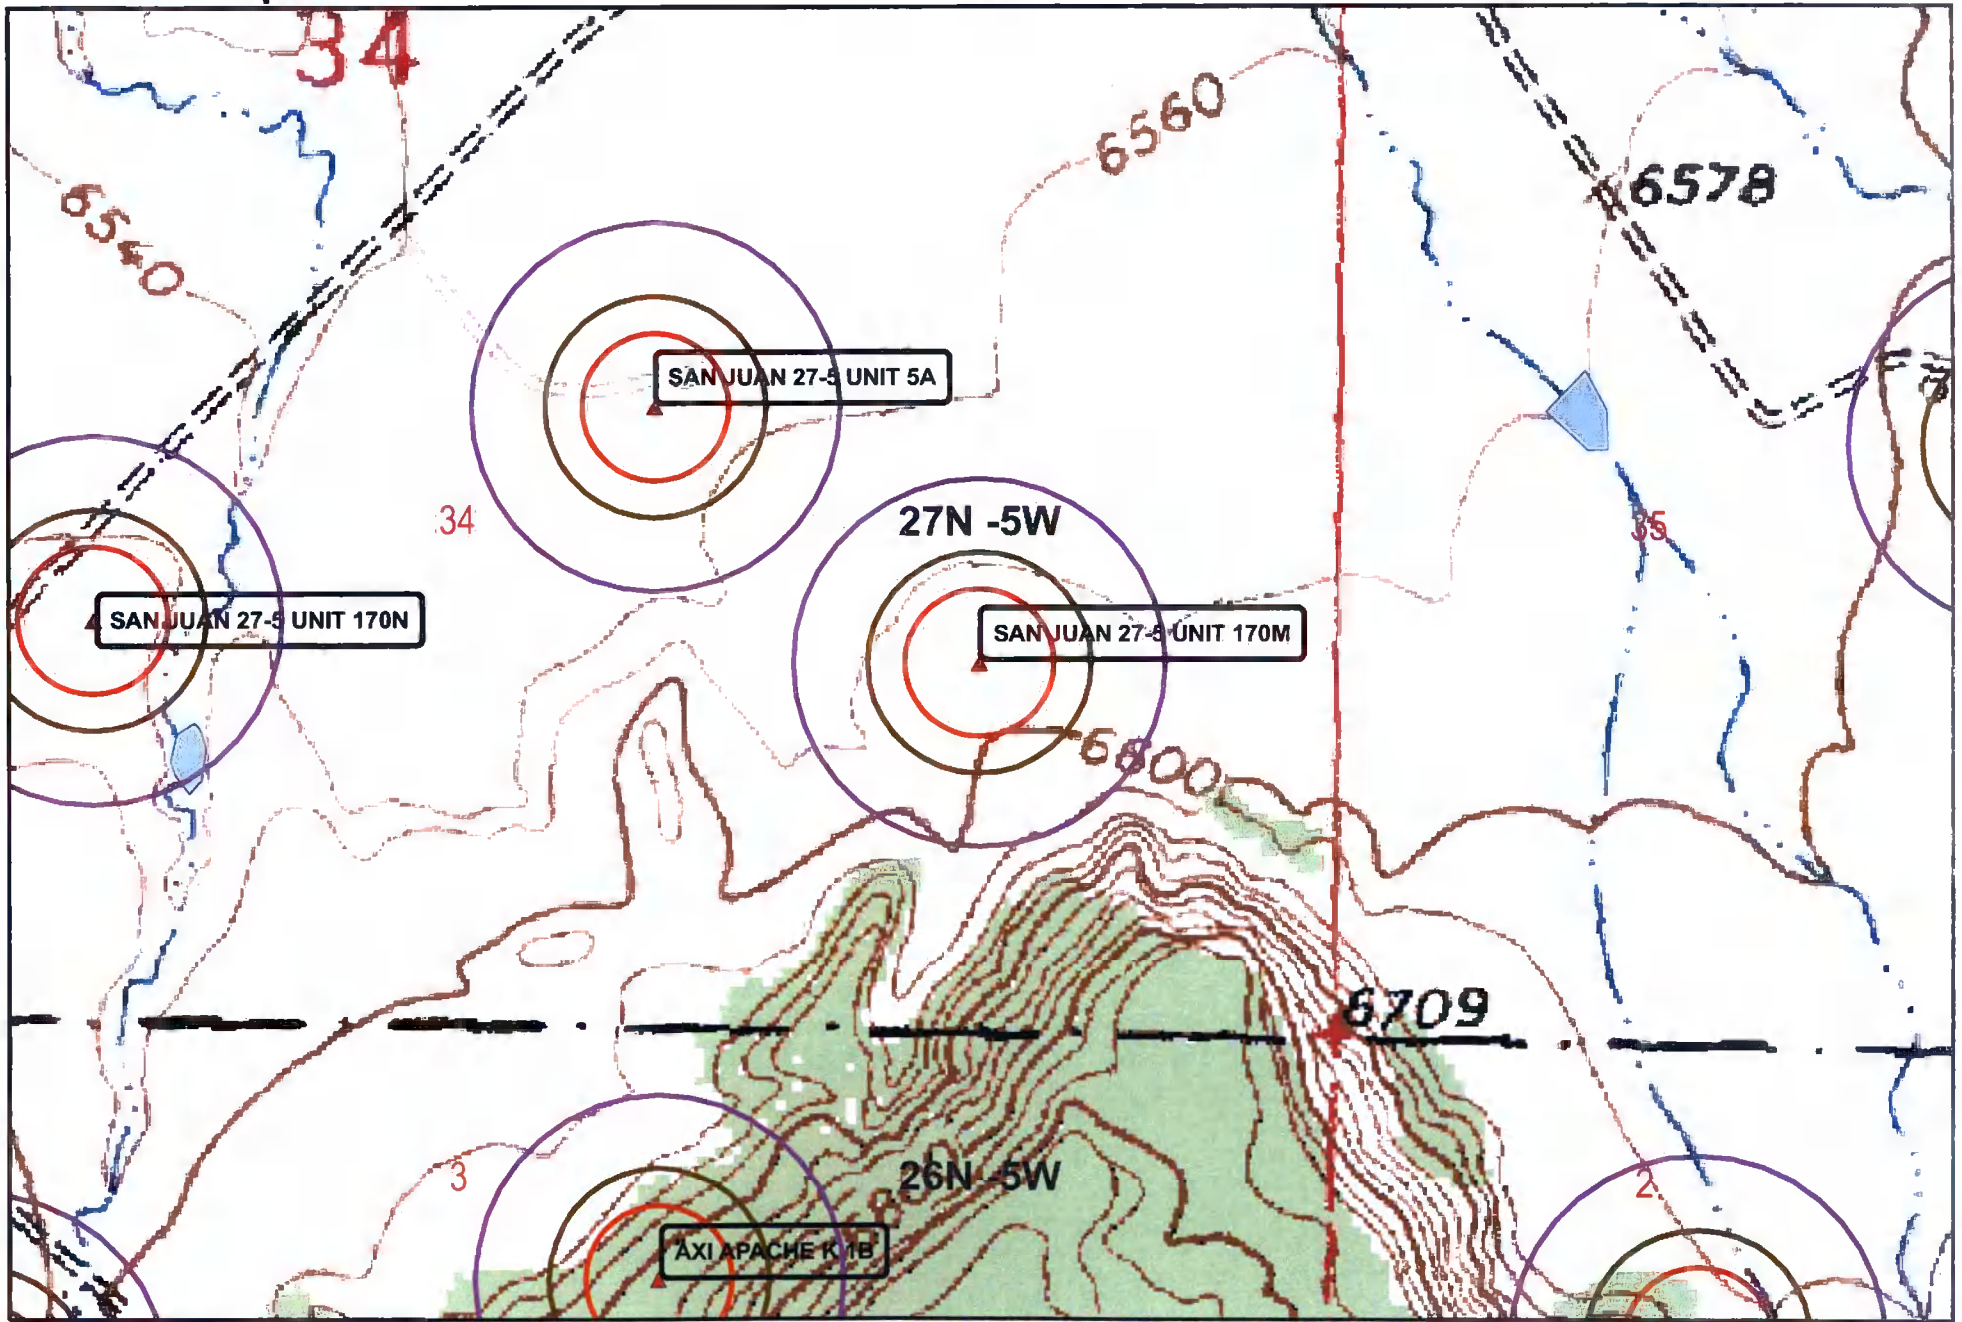 34
6560
6578
6540
SAN JUAN 27-5 UNIT 5A
34
27N -5W
35
SAN JUAN 27-5 UNIT 170N
SAN JUAN 27-5 UNIT 170M
6800
6709
3
26N -5W
2
AXI APACHE K 1B